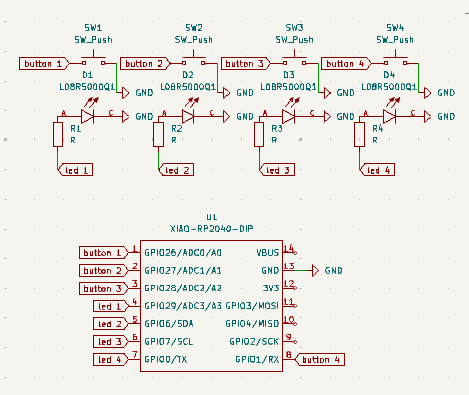 SW1 SW2 SW3 SW4
SW_Push SW_Push SW_Push SW_Push
button 1 button 2 button 3 button 4
D1 D2 D3 D4
LO8R5000Q1 LO8R5000Q1 LO8R5000Q1 LO8R5000Q1
GND GND GND GND
A C GND A C GND A C GND A C GND
R1 R2 R3 R4
R R R R
led 1 led 2 led 3 led 4
U1
XIAO-RP2040-DIP
button 1 1 GPIO26/ADC0/A0 VBUS 14
button 2 2 GPIO27/ADC1/A1 GND 13 GND
button 3 3 GPIO28/ADC2/A2 3V3 12
led 1 4 GPIO29/ADC3/A3 GPIO3/MOSI 11
led 2 5 GPIO6/SDA GPIO4/MISO 10
led 3 6 GPIO7/SCL GPIO2/SCK 9
led 4 7 GPIO0/TX GPIO1/RX 8 button 4